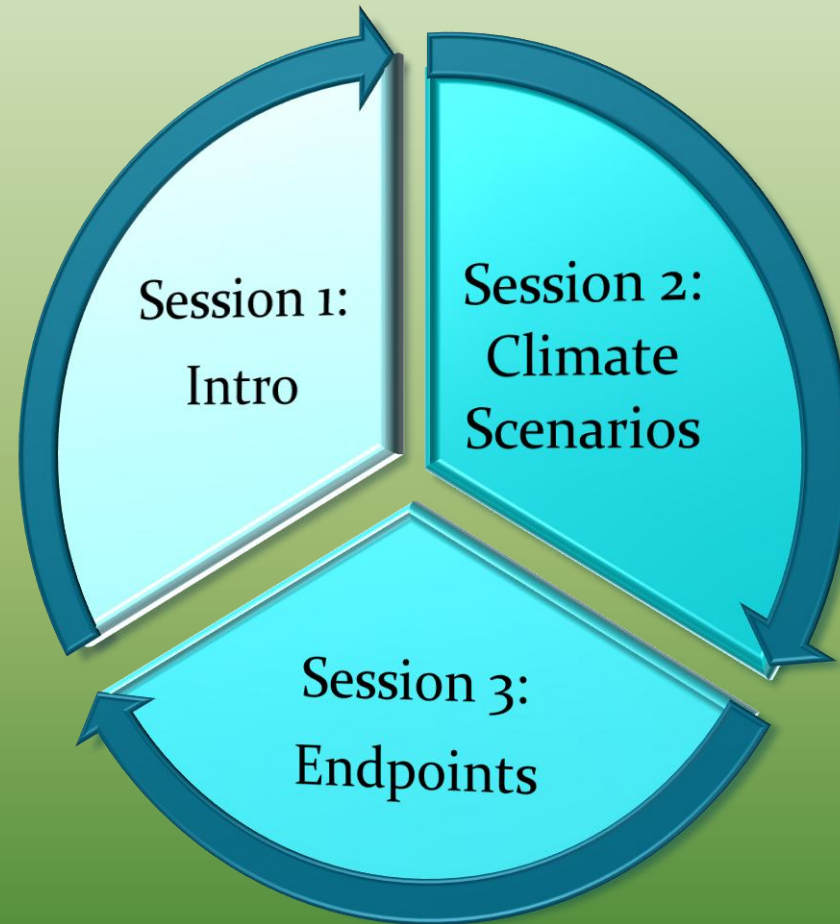 Session 1:
Intro
Session 2:
Climate
Scenarios
Session 3:
Endpoints